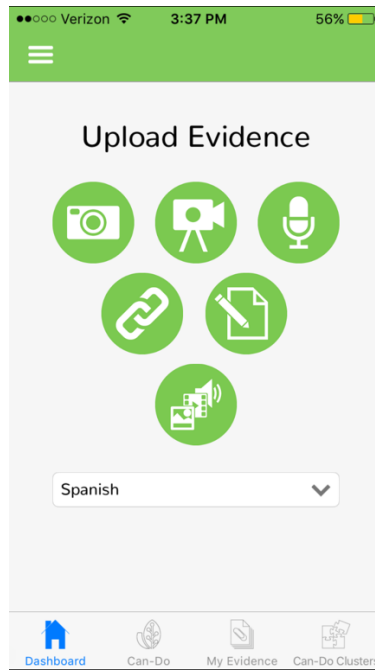 Verizon 3:37 PM 56%
Upload Evidence
Spanish
Dashboard Can-Do My Evidence Can-Do Clusters